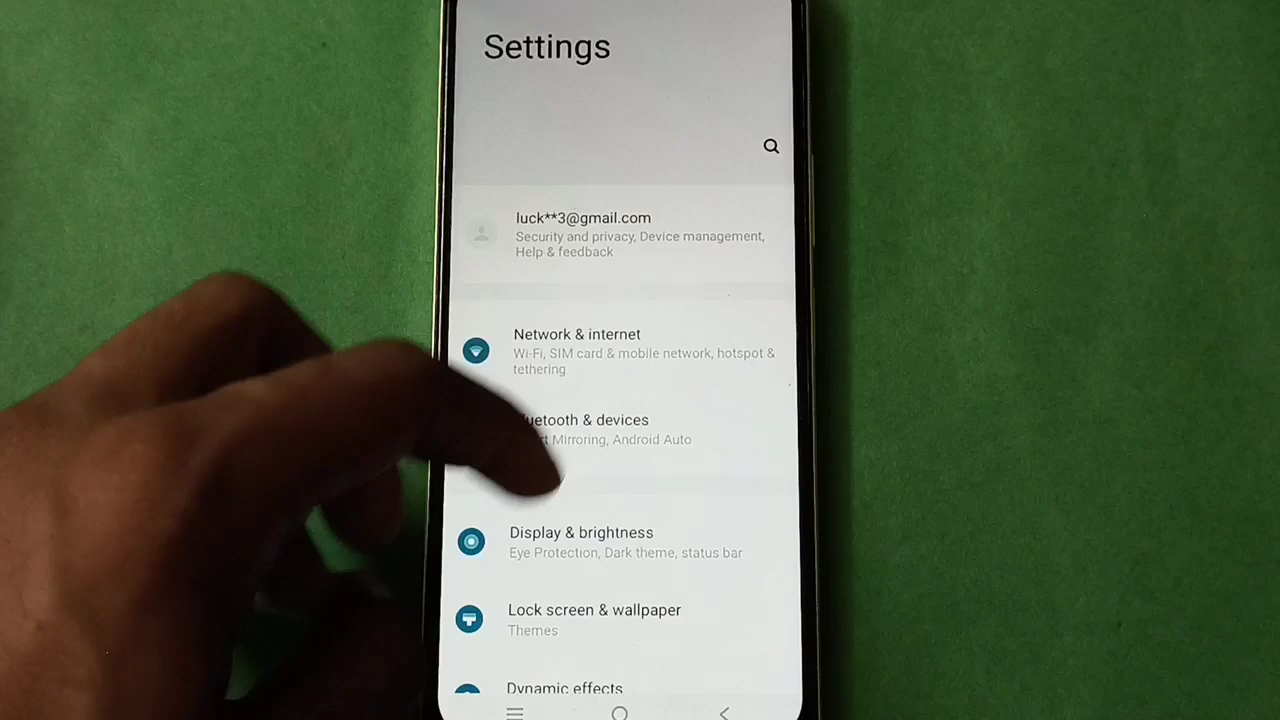 Settings
luck**3@gmail.com
Security and privacy, Device management,
Help & feedback
Network & internet
Wi-Fi, SIM card & mobile network, hotspot &
tethering
& devices
Mirroring, Android Auto
Display & brightness
Eye Protection, Dark theme, status bar
Lock screen & wallpaper
Themes
Dynamic effects